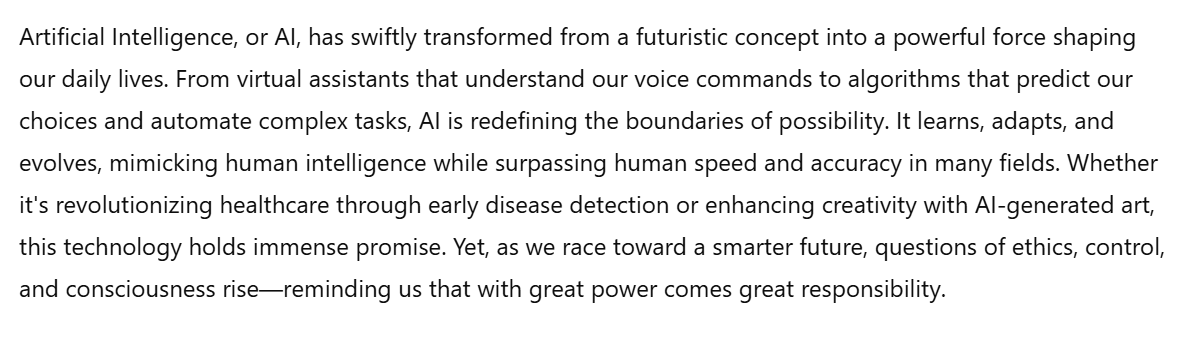 Artificial Intelligence, or AI, has swiftly transformed from a futuristic concept into a powerful force shaping
our daily lives. From virtual assistants that understand our voice commands to algorithms that predict our
choices and automate complex tasks, AI is redefining the boundaries of possibility. It learns, adapts, and
evolves, mimicking human intelligence while surpassing human speed and accuracy in many fields. Whether
it's revolutionizing healthcare through early disease detection or enhancing creativity with AI-generated art,
this technology holds immense promise. Yet, as we race toward a smarter future, questions of ethics, control,
and consciousness rise—reminding us that with great power comes great responsibility.